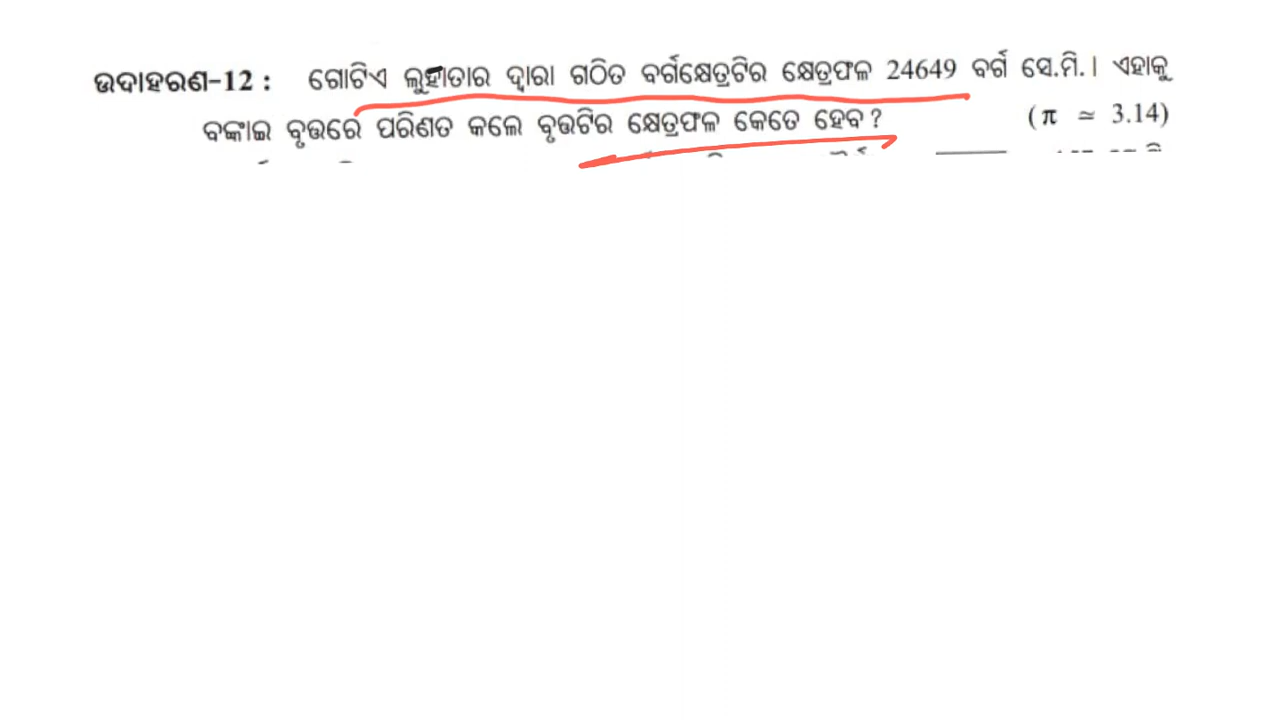 ଉଦାହରଣ-12 : ଗୋଟିଏ ଲୁହାତାର ଦ୍ୱାରା ଗଠିତ ବର୍ଗକ୍ଷେତ୍ରଟିର କ୍ଷେତ୍ରଫଳ 24649 ବର୍ଗ ସେ.ମି.। ଏହାକୁ
ବଙ୍କାଇ ବୃତ୍ତରେ ପରିଣତ କଲେ ବୃତ୍ତଟିର କ୍ଷେତ୍ରଫଳ କେତେ ହେବ ? (π ≃ 3.14)